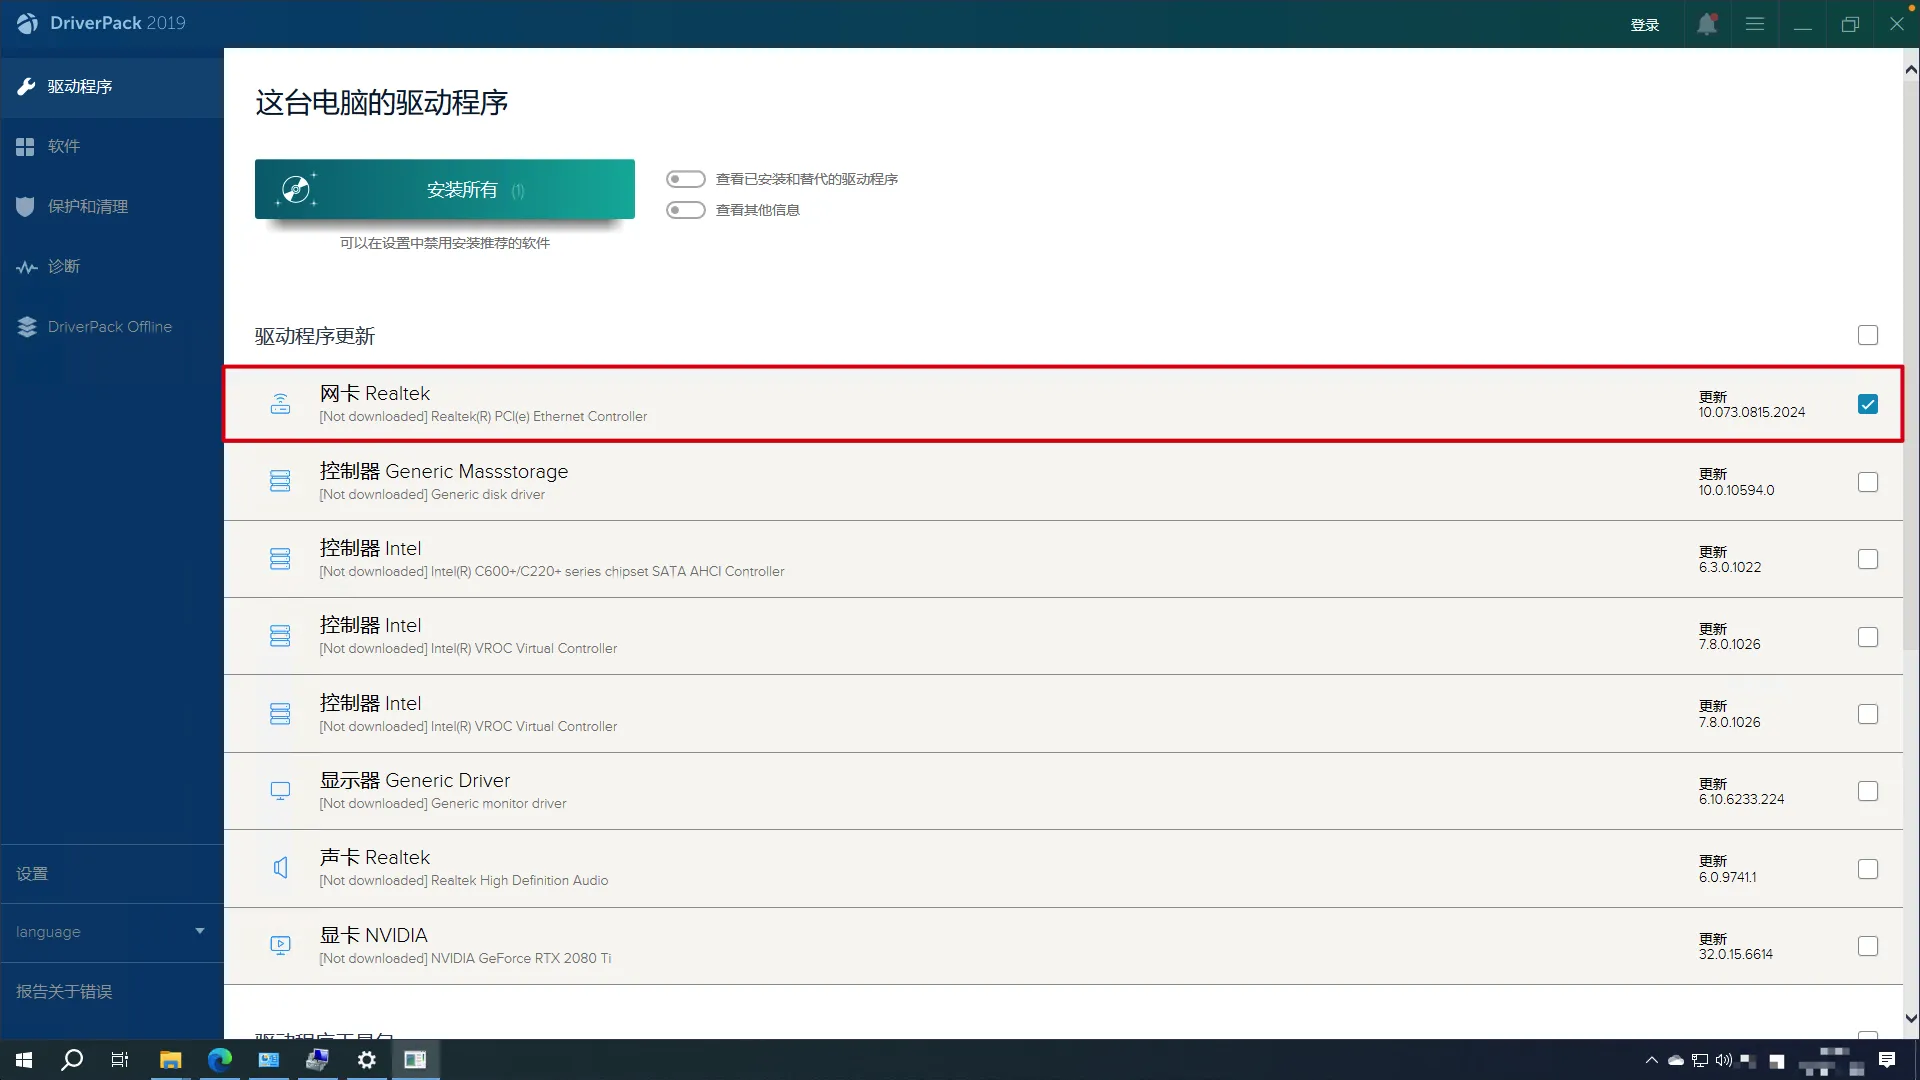 DriverPack 2019
登录
驱动程序
软件
保护和清理
诊断
DriverPack Offline
设置
language
报告关于错误
这台电脑的驱动程序
安装所有 (1)
可以在设置中禁用安装推荐的软件
查看已安装和替代的驱动程序
查看其他信息
驱动程序更新
网卡 Realtek
[Not downloaded] Realtek(R) PCI(e) Ethernet Controller
更新
10.073.0815.2024
控制器 Generic Massstorage
[Not downloaded] Generic disk driver
更新
10.0.10594.0
控制器 Intel
[Not downloaded] Intel(R) C600+/C220+ series chipset SATA AHCI Controller
更新
6.3.0.1022
控制器 Intel
[Not downloaded] Intel(R) VROC Virtual Controller
更新
7.8.0.1026
控制器 Intel
[Not downloaded] Intel(R) VROC Virtual Controller
更新
7.8.0.1026
显示器 Generic Driver
[Not downloaded] Generic monitor driver
更新
6.10.6233.224
声卡 Realtek
[Not downloaded] Realtek High Definition Audio
更新
6.0.9741.1
显卡 NVIDIA
[Not downloaded] NVIDIA GeForce RTX 2080 Ti
更新
32.0.15.6614